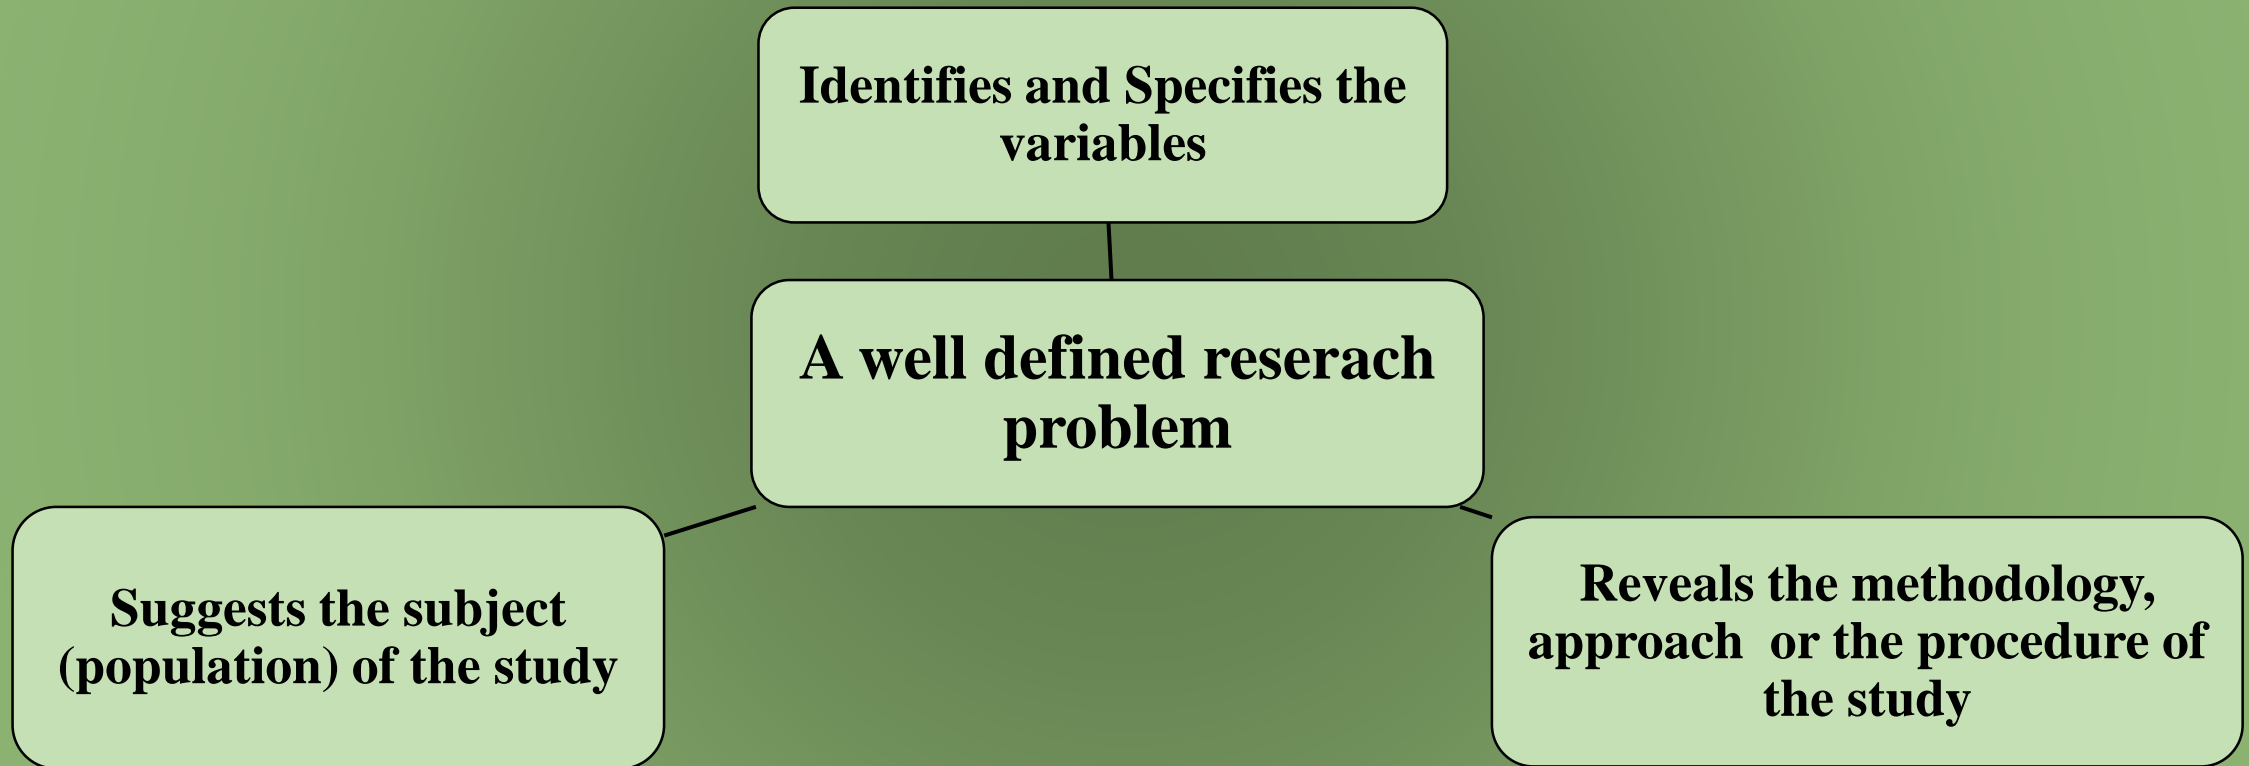 Identifies and Specifies the
variables
A well defined reserach
problem
Suggests the subject
(population) of the study
Reveals the methodology,
approach  or the procedure of
the study